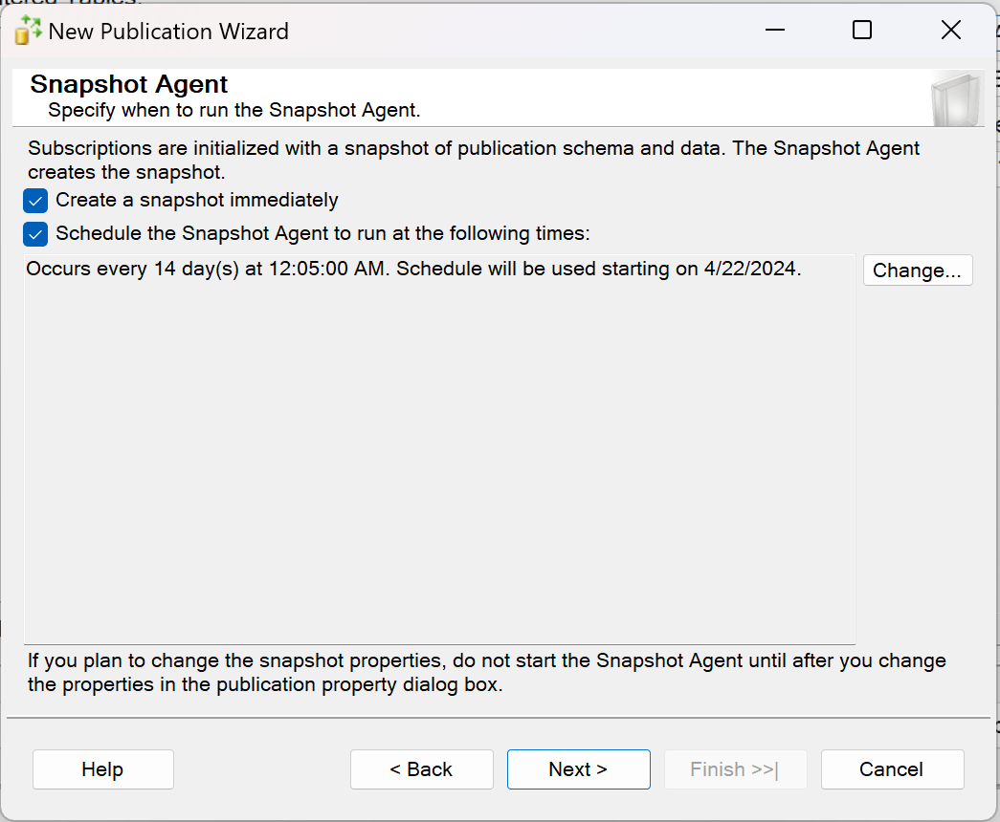 New Publication Wizard
Snapshot Agent
Specify when to run the Snapshot Agent.
Subscriptions are initialized with a snapshot of publication schema and data. The Snapshot Agent
creates the snapshot.
Create a snapshot immediately
Schedule the Snapshot Agent to run at the following times:
Occurs every 14 day(s) at 12:05:00 AM. Schedule will be used starting on 4/22/2024.
Change...
If you plan to change the snapshot properties, do not start the Snapshot Agent until after you change
the properties in the publication property dialog box.
Help
< Back
Next >
Finish >>|
Cancel